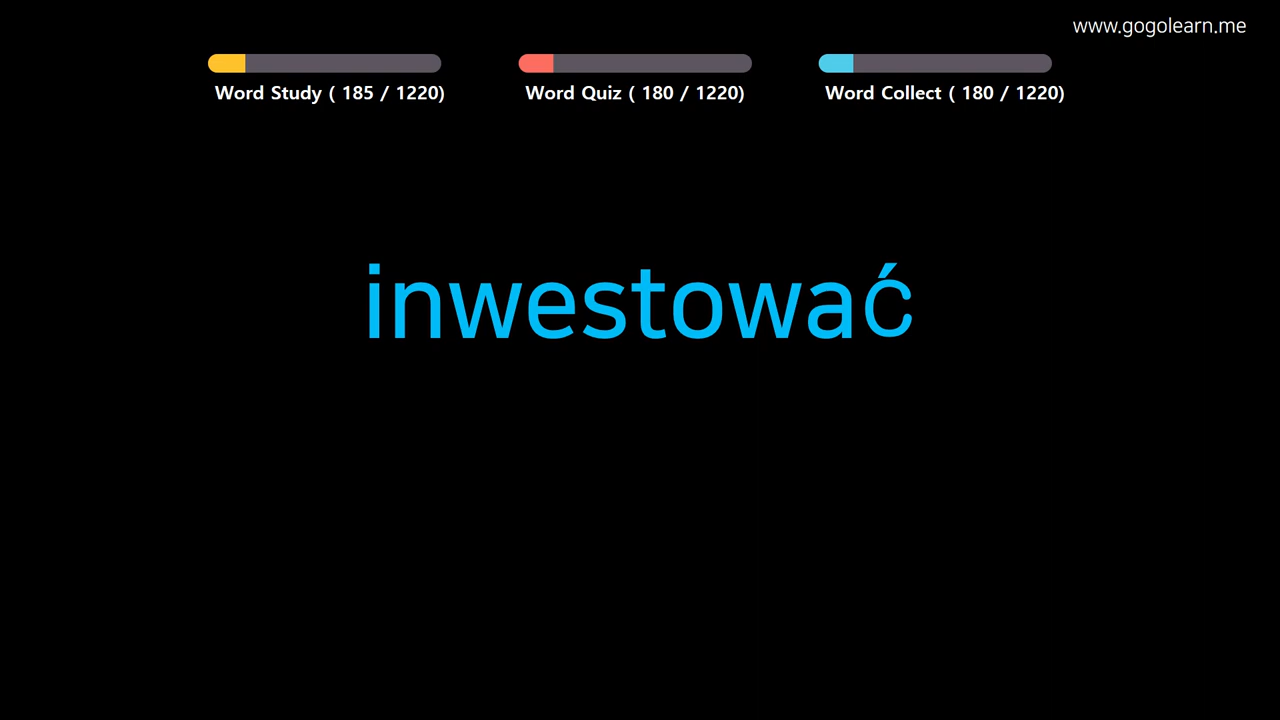 www.gogolearn.me
Word Study ( 185 / 1220)
Word Quiz ( 180 / 1220)
Word Collect ( 180 / 1220)
inwestować